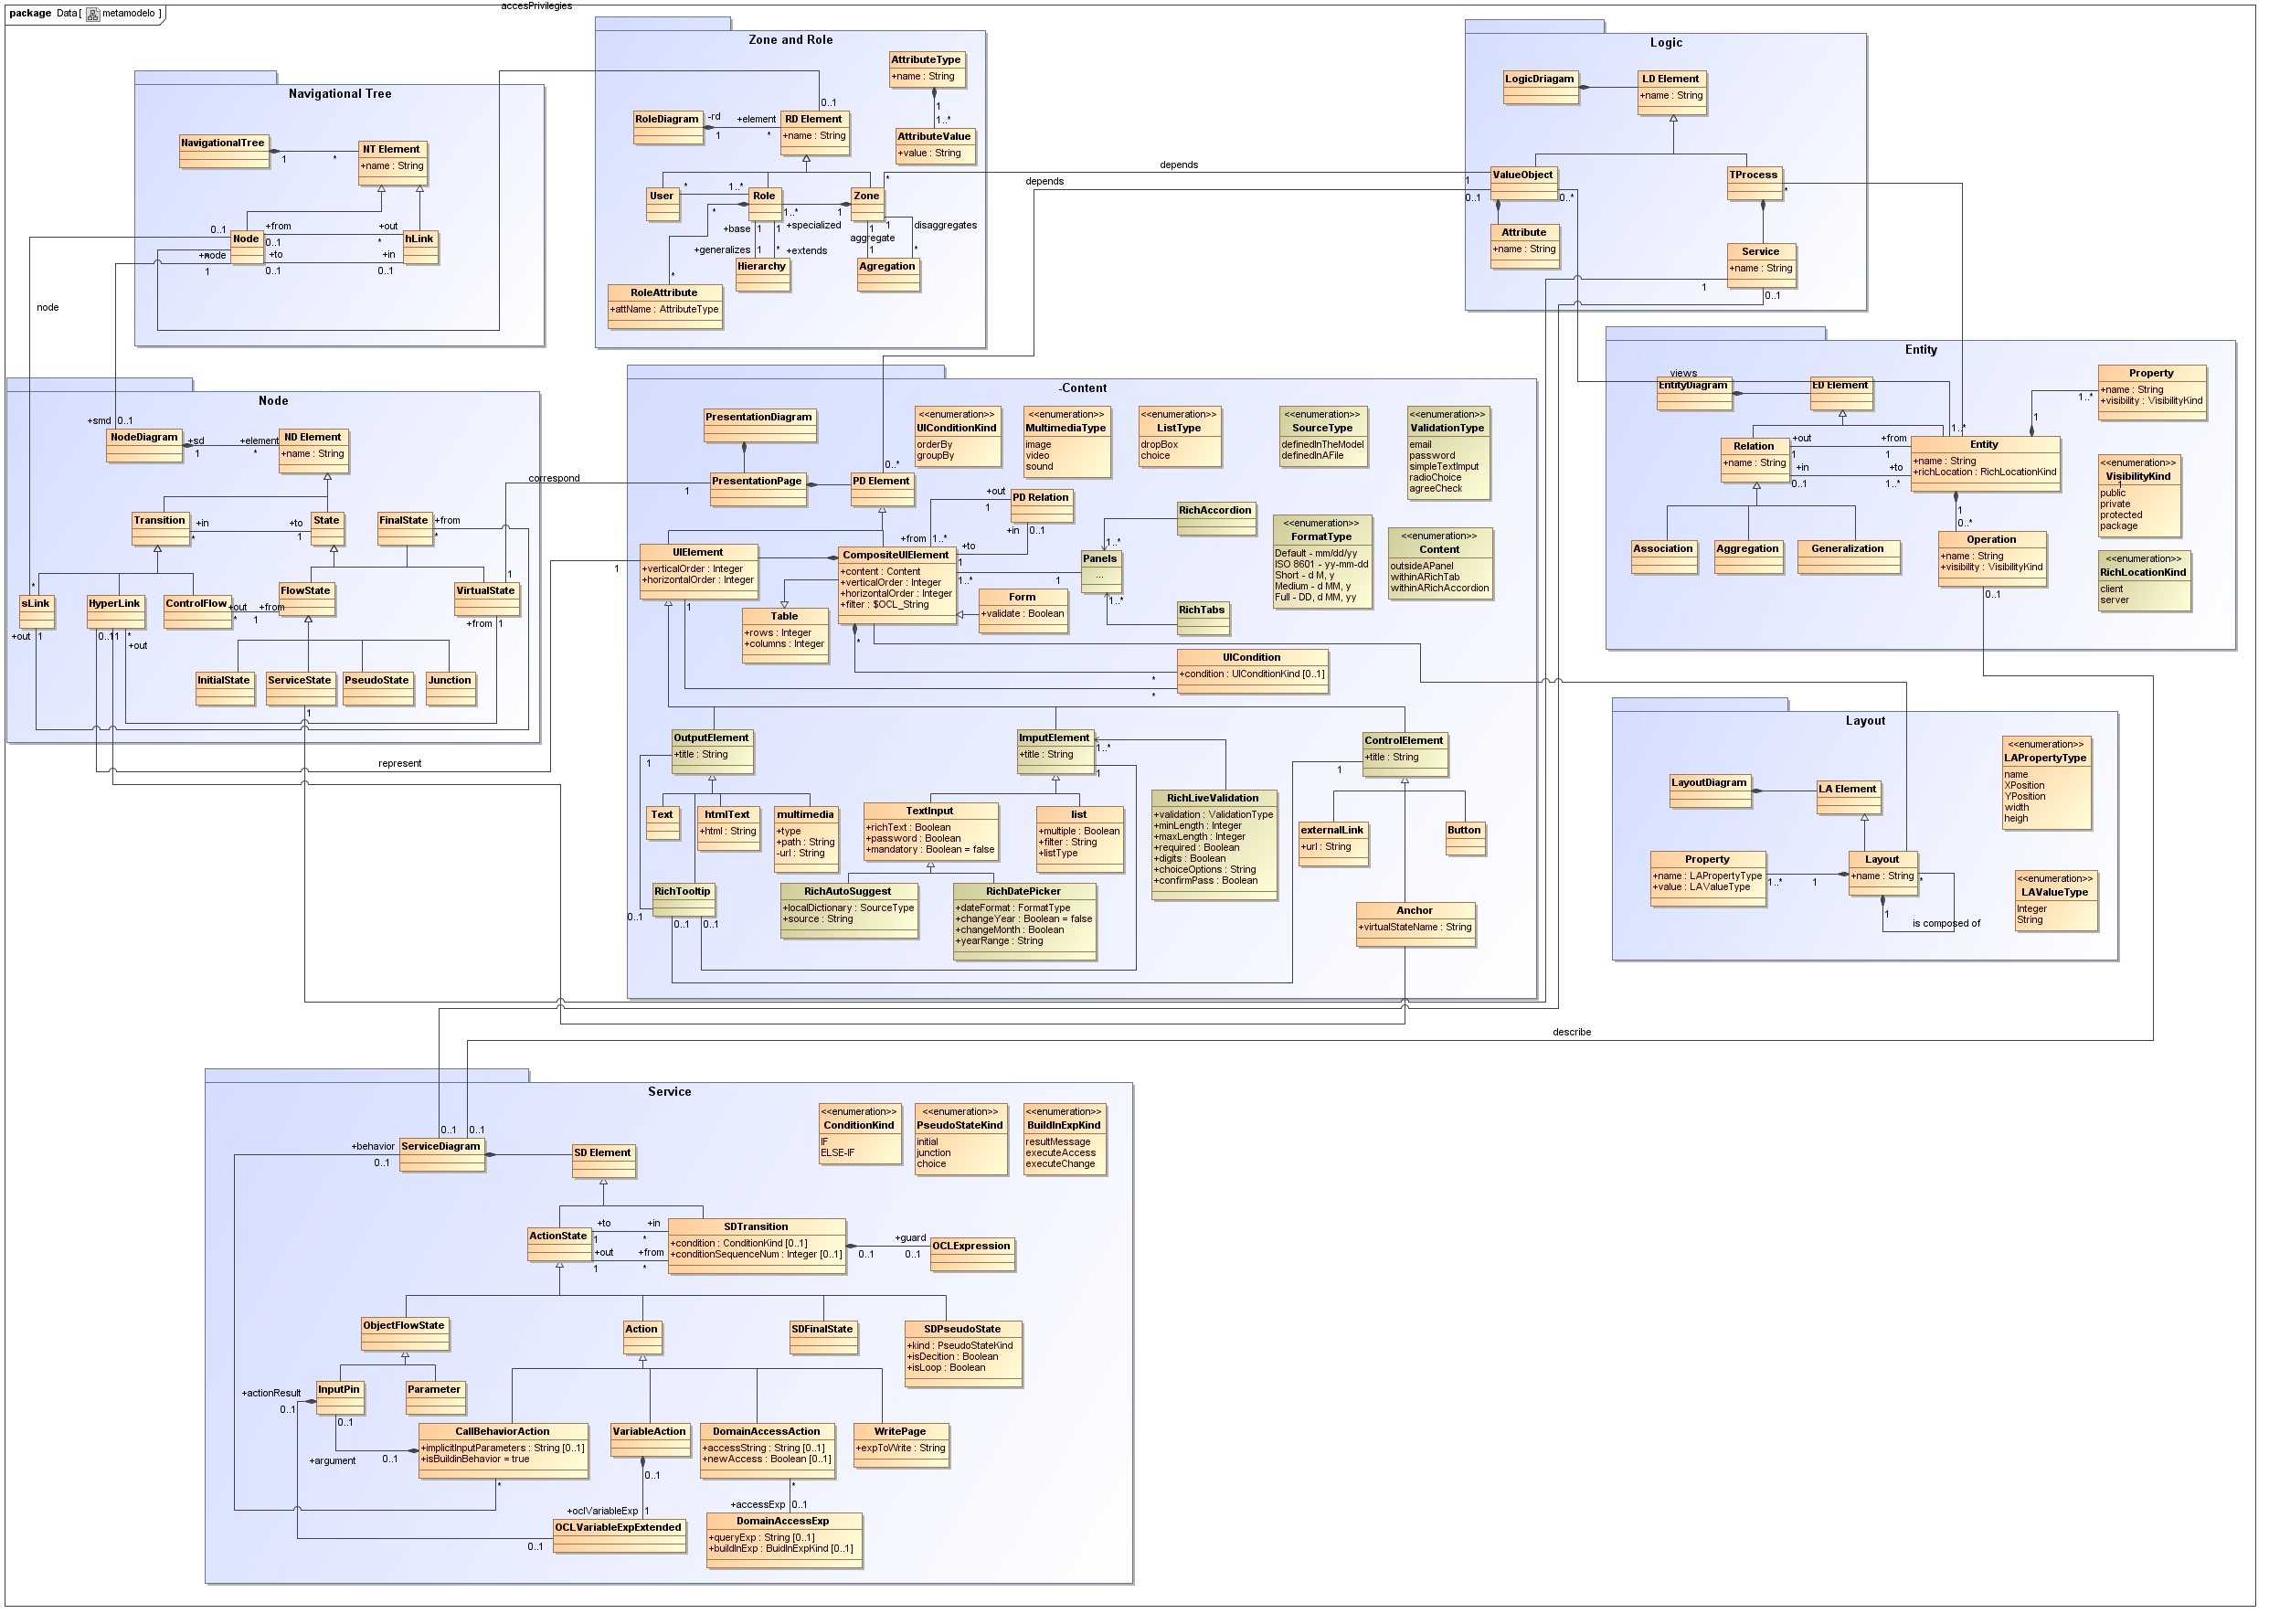 package Data [ metamodelo ]
accesPrivilegies
Navigational Tree
NavigationalTree
1
*
NT Element
+name : String
Node
0..1
+from
0..1
+out
*
+to
0..1
+in
0..1
+node
*
1
hLink
node
Zone and Role
AttributeType
+name : String
1
1..*
AttributeValue
+value : String
RoleDiagram
-rd
1
+element
*
0..1
RD Element
+name : String
User
*
1..*
Role
*
1..*
1
Zone
*
+base
1
1
+specialized
+generalizes
1
*
+extends
1
1
aggregate
1
disaggregates
*
Hierarchy
Agregation
*
RoleAttribute
+attName : AttributeType
depends
depends
Logic
LogicDriagam
LD Element
+name : String
1
0..1
ValueObject
0..*
TProcess
*
Attribute
+name : String
Service
+name : String
1
0..1
Entity
views
EntityDiagram
ED Element
Property
+name : String
+visibility : VisibilityKind
1..*
1
Relation
+name : String
+out
1
+from
1
+in
0..1
+to
1..*
1..*
Entity
+name : String
+richLocation : RichLocationKind
<<enumeration>>
VisibilityKind
1
public
private
protected
package
Association
Aggregation
Generalization
1
0..*
Operation
+name : String
+visibility : VisibilityKind
0..1
<<enumeration>>
RichLocationKind
client
server
Node
+smd
0..1
NodeDiagram
+sd
1
+element
*
ND Element
+name : String
Transition
+in
*
+to
1
State
FinalState
+from
*
correspond
*
sLink
+out
1
HyperLink
0..1
1
1
*
+out
ControlFlow
+out
*
+from
1
FlowState
1
VirtualState
+from
1
InitialState
ServiceState
1
PseudoState
Junction
represent
-Content
PresentationDiagram
<<enumeration>>
UIConditionKind
orderBy
groupBy
<<enumeration>>
MultimediaType
image
video
sound
<<enumeration>>
ListType
dropBox
choice
<<enumeration>>
SourceType
definedInTheModel
definedInAFile
<<enumeration>>
ValidationType
email
password
simpleTextImput
radioChoice
agreeCheck
1
PresentationPage
0..*
PD Element
+out
1
PD Relation
+in
0..1
+from
1..*
+to
1
1..*
RichAccordion
1..*
Panels
...
1
1..*
RichTabs
<<enumeration>>
FormatType
Default - mm/dd/yy
ISO 8601 - yy-mm-dd
Short - d M, y
Medium - d MM, yy
Full - DD, d MM, yy
<<enumeration>>
Content
outsideAPanel
withinARichTab
withinARichAccordion
1
UIElement
+verticalOrder : Integer
+horizontalOrder : Integer
1
CompositeUIElement
+content : Content
+verticalOrder : Integer
+horizontalOrder : Integer
+filter : $OCL_String
Form
+validate : Boolean
Table
+rows : Integer
+columns : Integer
*
UICondition
+condition : UIConditionKind [0..1]
*
*
OutputElement
+title : String
1
ImputElement
+title : String
1..*
1
ControlElement
+title : String
1
Text
htmlText
+html : String
multimedia
+type
+path : String
-url : String
TextInput
+richText : Boolean
+password : Boolean
+mandatory : Boolean = false
list
+multiple : Boolean
+filter : String
+listType
RichLiveValidation
+validation : ValidationType
+minLength : Integer
+maxLength : Integer
+required : Boolean
+digits : Boolean
+choiceOptions : String
+confirmPass : Boolean
externalLink
+url : String
Button
RichTooltip
0..1
0..1
0..1
RichAutoSuggest
+localDictionary : SourceType
+source : String
RichDatePicker
+dateFormat : FormatType
+changeYear : Boolean = false
+changeMonth : Boolean
+yearRange : String
Anchor
+virtualStateName : String
Layout
LayoutDiagram
LA Element
<<enumeration>>
LAPropertyType
name
XPosition
YPosition
width
heigh
Property
+name : LAPropertyType
+value : LAValueType
1..*
1
Layout
+name : String
*
1
is composed of
<<enumeration>>
LAValueType
Integer
String
describe
Service
<<enumeration>>
ConditionKind
IF
ELSE-IF
<<enumeration>>
PseudoStateKind
initial
junction
choice
<<enumeration>>
BuildInExpKind
resultMessage
executeAccess
executeChange
0..1
0..1
+behavior
0..1
ServiceDiagram
SD Element
ActionState
+to
1
+in
*
+out
1
+from
*
SDTransition
+condition : ConditionKind [0..1]
+conditionSequenceNum : Integer [0..1]
0..1
+guard
0..1
OCLExpression
ObjectFlowState
Action
SDFinalState
SDPseudoState
+kind : PseudoStateKind
+isDecition : Boolean
+isLoop : Boolean
+actionResult
0..1
InputPin
0..1
Parameter
+argument
0..1
CallBehaviorAction
+implicitInputParameters : String [0..1]
+isBuildinBehavior = true
*
VariableAction
0..1
DomainAccessAction
+accessString : String [0..1]
+newAccess : Boolean [0..1]
*
WritePage
+expToWrite : String
+oclVariableExp
1
+accessExp
0..1
0..1
OCLVariableExpExtended
DomainAccessExp
+queryExp : String [0..1]
+buildInExp : BuidInExpKind [0..1]